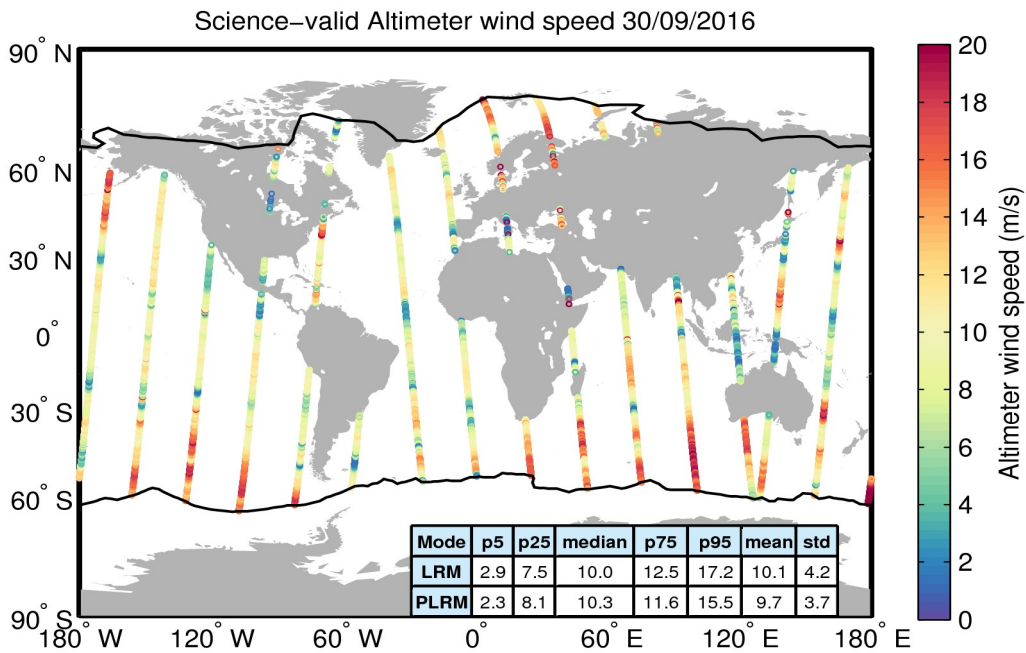 Science−valid Altimeter wind speed 30/09/2016
90° N
60° N
30° N
0°
30° S
60° S
90° S
180° W
120° W
60° W
0°
60° E
120° E
180° E
Mode p5 p25 median p75 p95 mean std
LRM 2.9 7.5 10.0 12.5 17.2 10.1 4.2
PLRM 2.3 8.1 10.3 11.6 15.5 9.7 3.7
20
18
16
14
12
10
8
6
4
2
0
Altimeter wind speed (m/s)